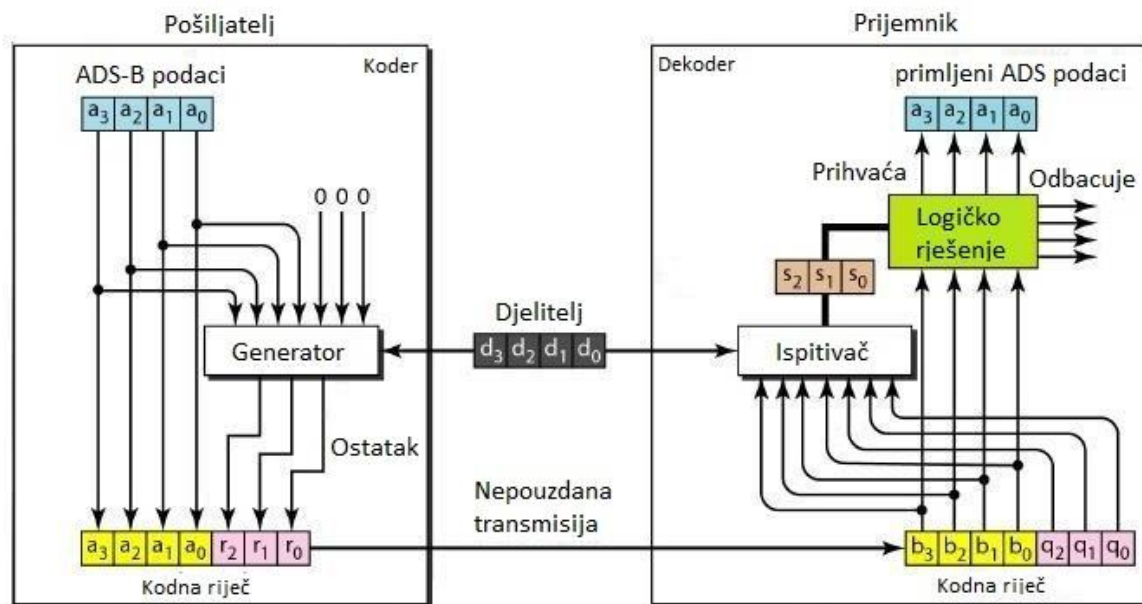 Pošiljatelj
Koder
ADS-B podaci
a3 a2 a1 a0
0 0 0
Generator
Ostatak
a3 a2 a1 a0 r2 r1 r0
Kodna riječ
Djelitelj
d3 d2 d1 d0
Nepouzdana
transmisija
Prijemnik
Dekoder
primljeni ADS podaci
a3 a2 a1 a0
Prihvaća
Odbacuje
Logičko
rješenje
s2 s1 s0
Ispitivač
b3 b2 b1 b0 q2 q1 q0
Kodna riječ